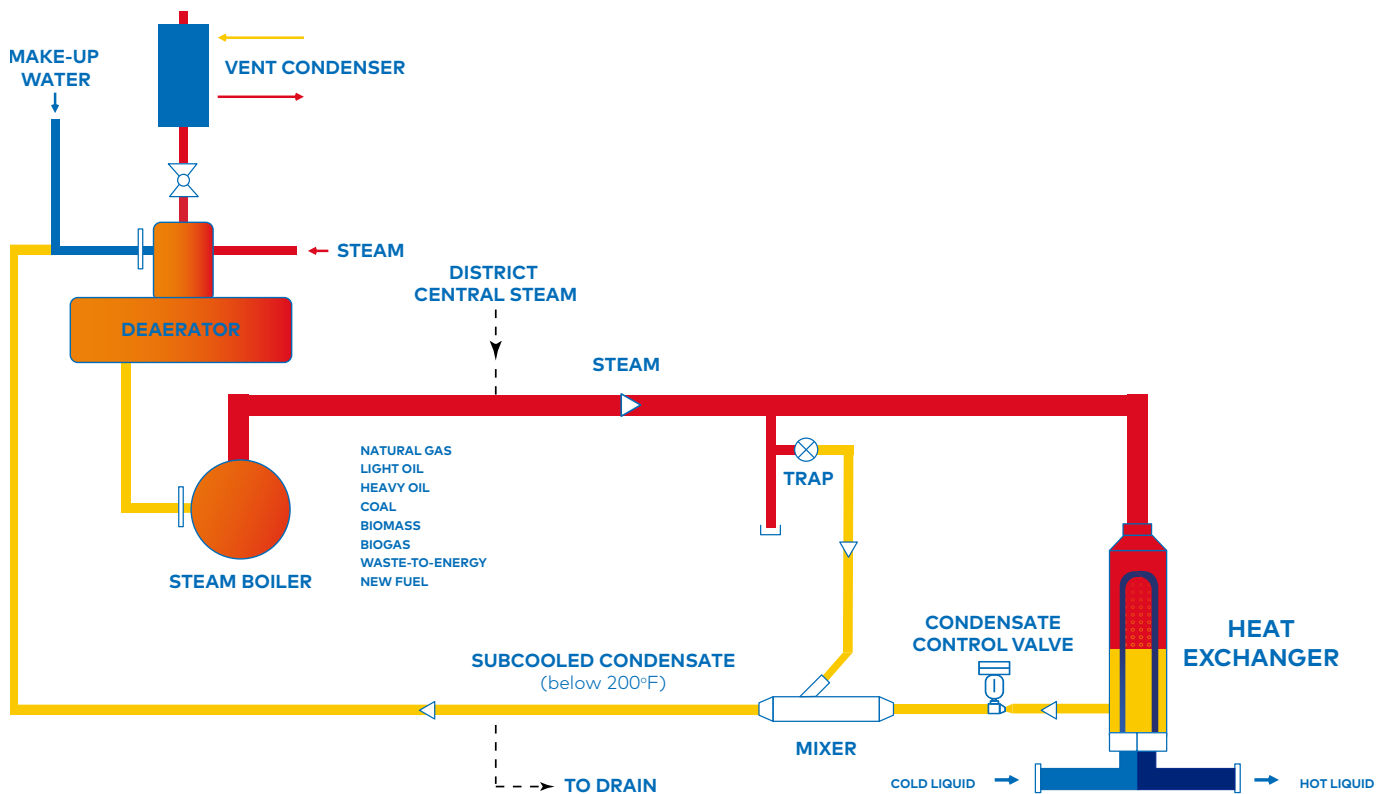 MAKE-UP
WATER
VENT CONDENSER
STEAM
DEAERATOR
DISTRICT
CENTRAL STEAM
STEAM
NATURAL GAS
LIGHT OIL
HEAVY OIL
COAL
BIOMASS
BIOGAS
WASTE-TO-ENERGY
NEW FUEL
TRAP
STEAM BOILER
CONDENSATE
CONTROL VALVE
HEAT
EXCHANGER
SUBCOOLED CONDENSATE
(below 200°F)
MIXER
TO DRAIN
COLD LIQUID
HOT LIQUID